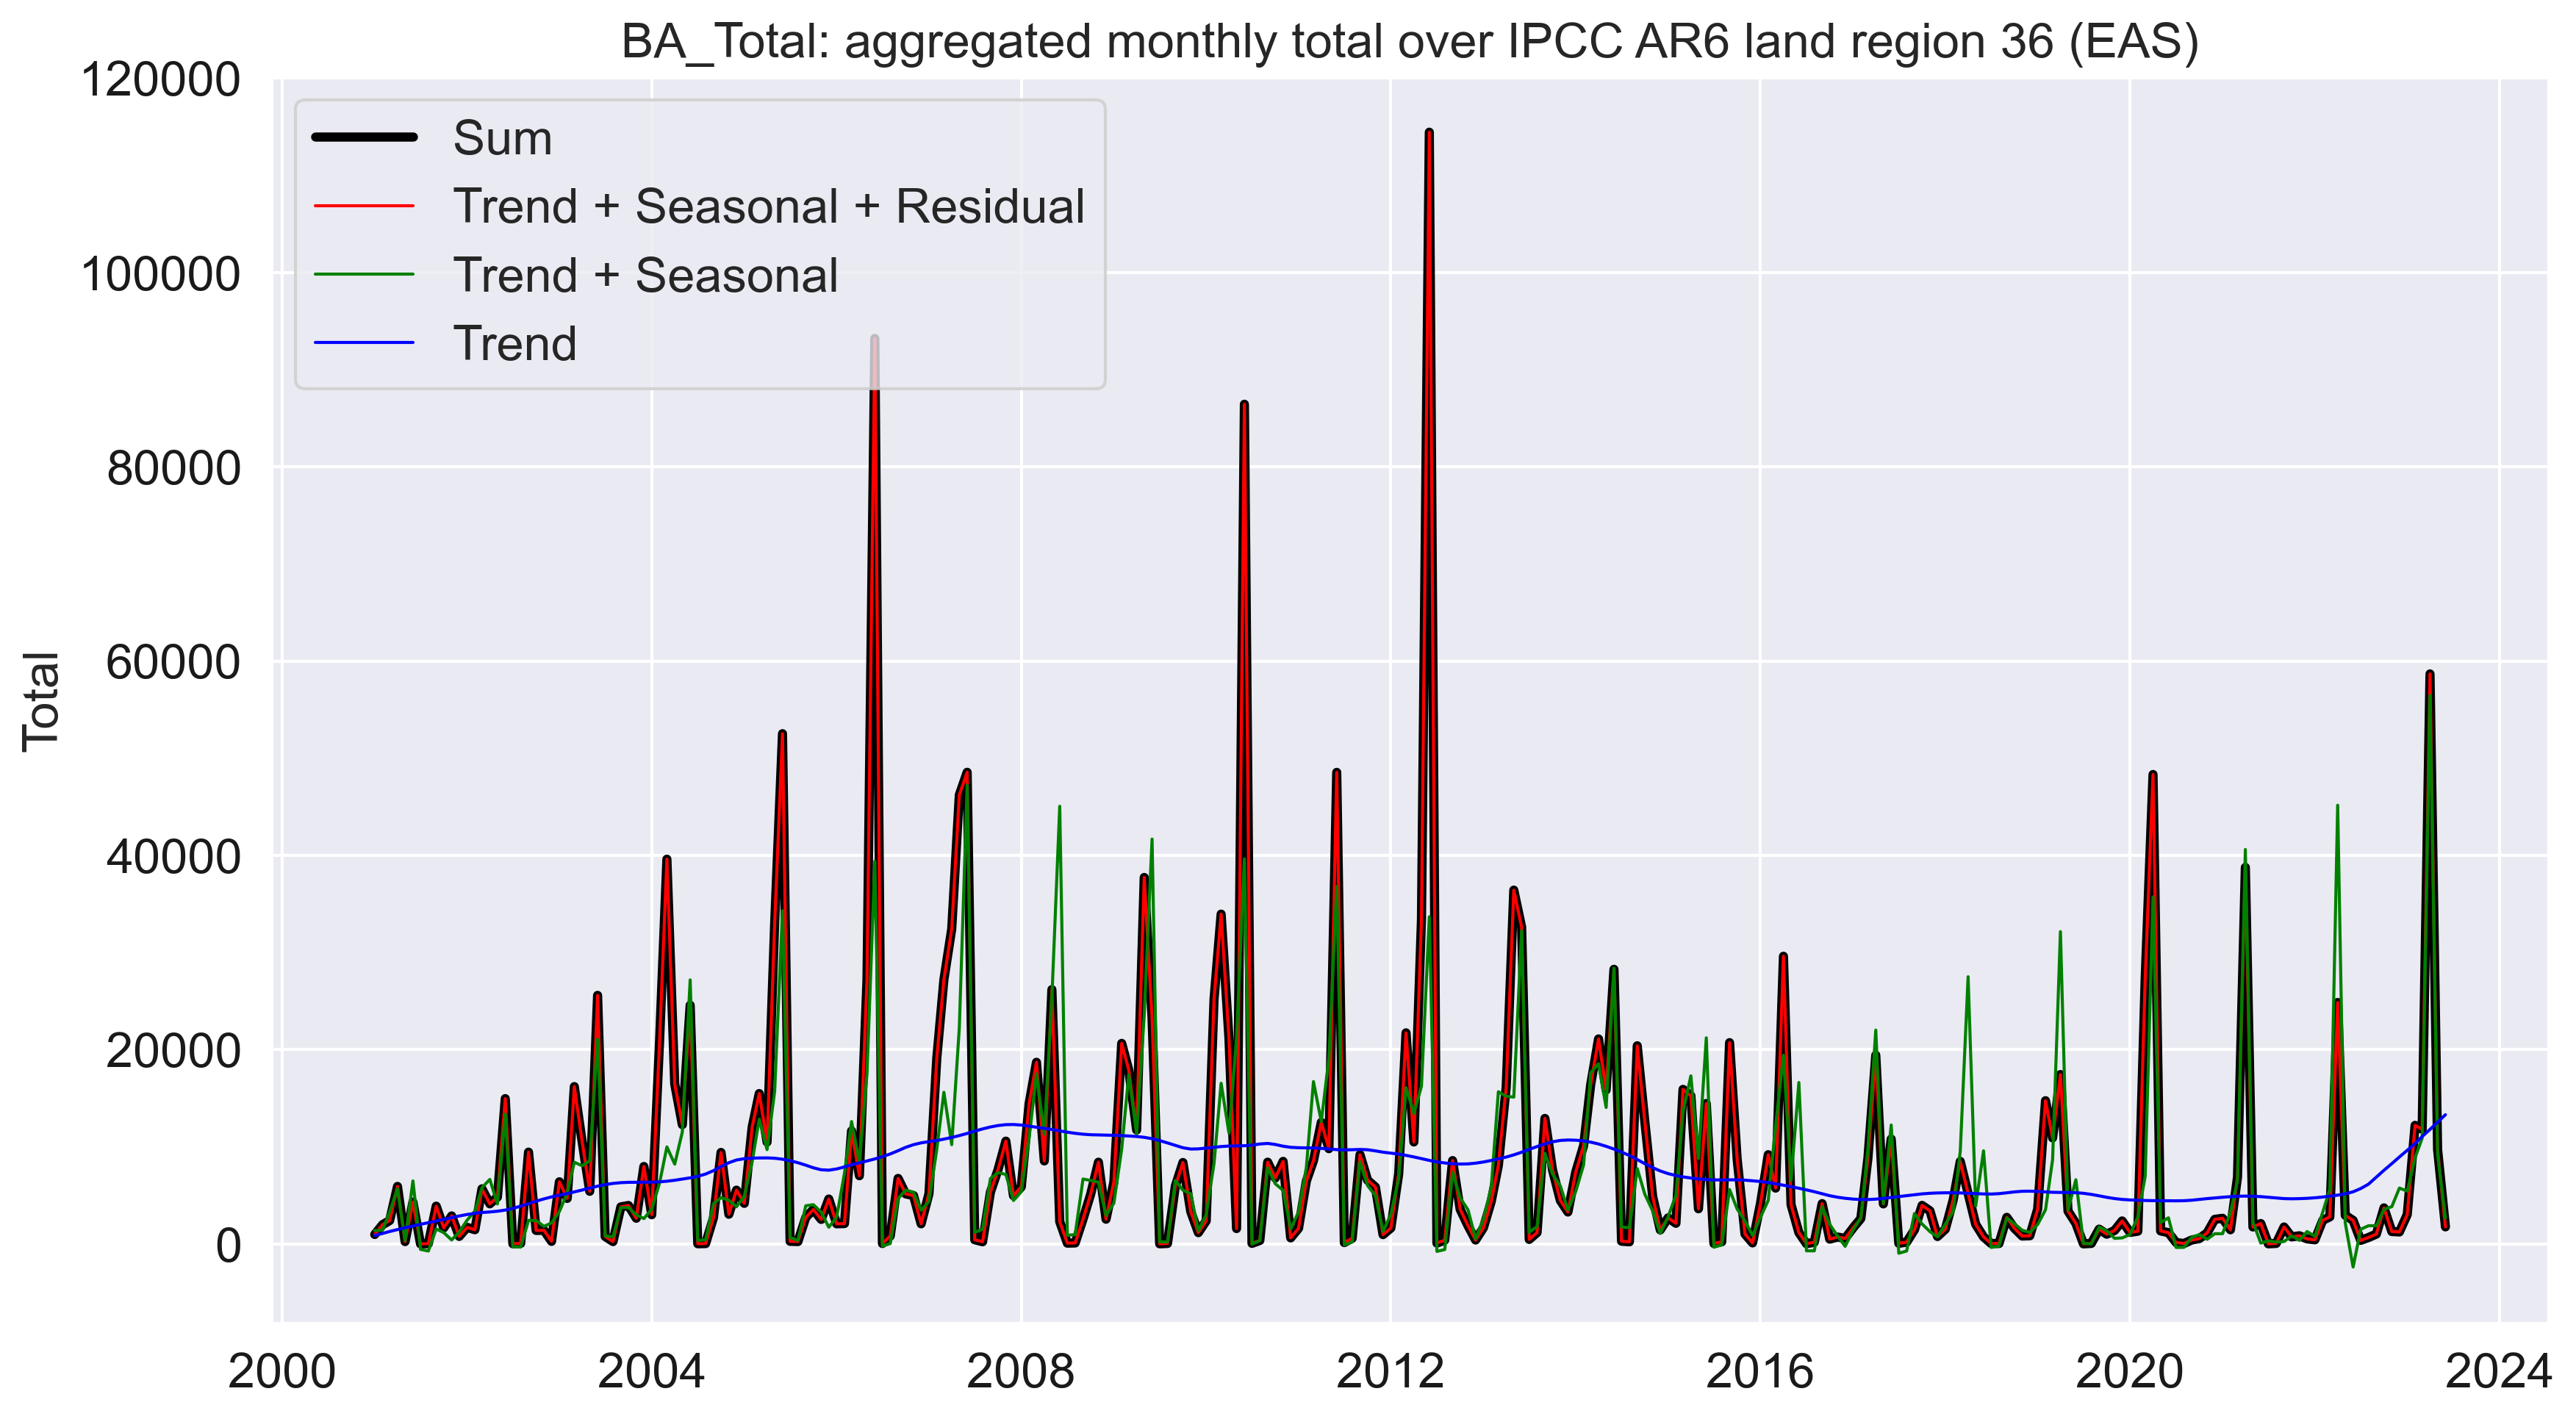 BA_Total: aggregated monthly total over IPCC AR6 land region 36 (EAS)
120000
100000
80000
60000
40000
20000
0
Total
Sum
Trend + Seasonal + Residual
Trend + Seasonal
Trend
2000 2004 2008 2012 2016 2020 2024